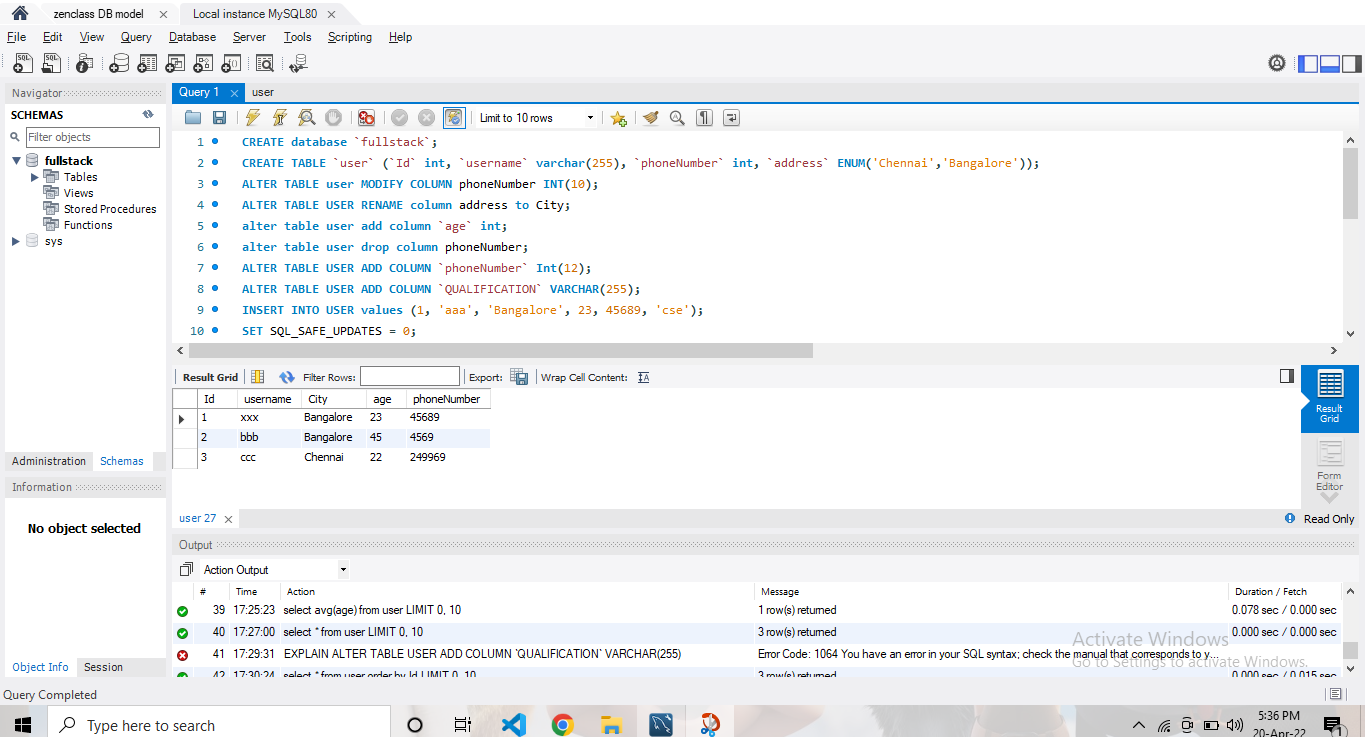 zenclass DB model
Local instance MySQL80
File Edit View Query Database Server Tools Scripting Help
Navigator
SCHEMAS
Filter objects
fullstack
Tables
Views
Stored Procedures
Functions
sys
Administration Schemas
Information
No object selected
Object Info Session
Query 1 user
Limit to 10 rows
1 CREATE database `fullstack`;
2 CREATE TABLE `user` (`Id` int, `username` varchar(255), `phoneNumber` int, `address` ENUM('Chennai','Bangalore'));
3 ALTER TABLE user MODIFY COLUMN phoneNumber INT(10);
4 ALTER TABLE USER RENAME column address to City;
5 alter table user add column `age` int;
6 alter table user drop column phoneNumber;
7 ALTER TABLE USER ADD COLUMN `phoneNumber` Int(12);
8 ALTER TABLE USER ADD COLUMN `QUALIFICATION` VARCHAR(255);
9 INSERT INTO USER values (1, 'aaa', 'Bangalore', 23, 45689, 'cse');
10 SET SQL_SAFE_UPDATES = 0;
Result Grid Filter Rows: Export: Wrap Cell Content:
Id username City age phoneNumber
1 xxx Bangalore 23 45689
2 bbb Bangalore 45 4569
3 ccc Chennai 22 249969
Result
Grid
Form
Editor
user 27
Read Only
Output
Action Output
# Time Action Message Duration / Fetch
39 17:25:23 select avg(age) from user LIMIT 0, 10 1 row(s) returned 0.078 sec / 0.000 sec
40 17:27:00 select * from user LIMIT 0, 10 3 row(s) returned 0.000 sec / 0.000 sec
41 17:29:31 EXPLAIN ALTER TABLE USER ADD COLUMN `QUALIFICATION` VARCHAR(255) Error Code: 1064 You have an error in your SQL syntax; check the manual that corresponds to y...
42 17:30:24 select * from user order by Id LIMIT 0, 10 3 row(s) returned 0.000 sec / 0.015 sec
Activate Windows
Go to Settings to activate Windows.
Query Completed
Type here to search
5:36 PM
20-Apr-22
1